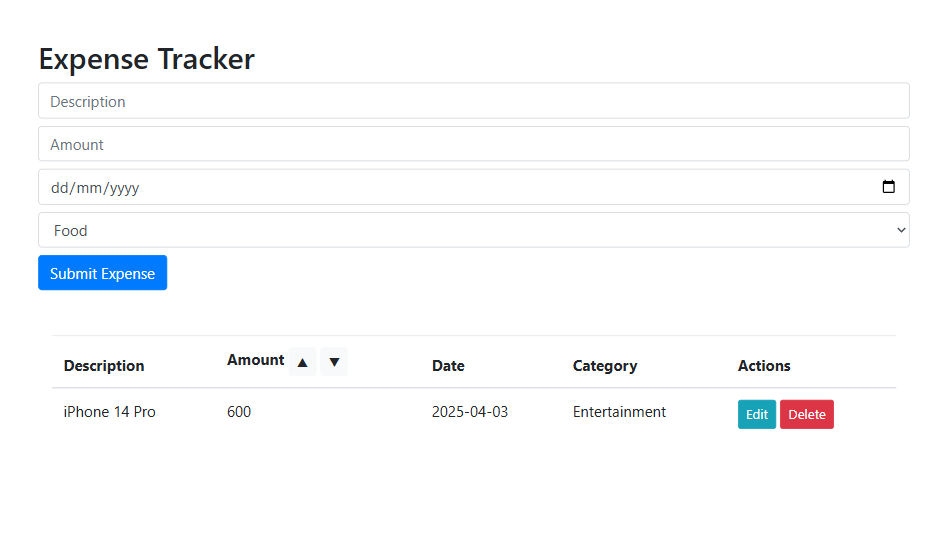 Expense Tracker
Description
Amount
dd/mm/yyyy
Food
Submit Expense
Description Amount ▲ ▼ Date Category Actions
iPhone 14 Pro 600 2025-04-03 Entertainment Edit Delete